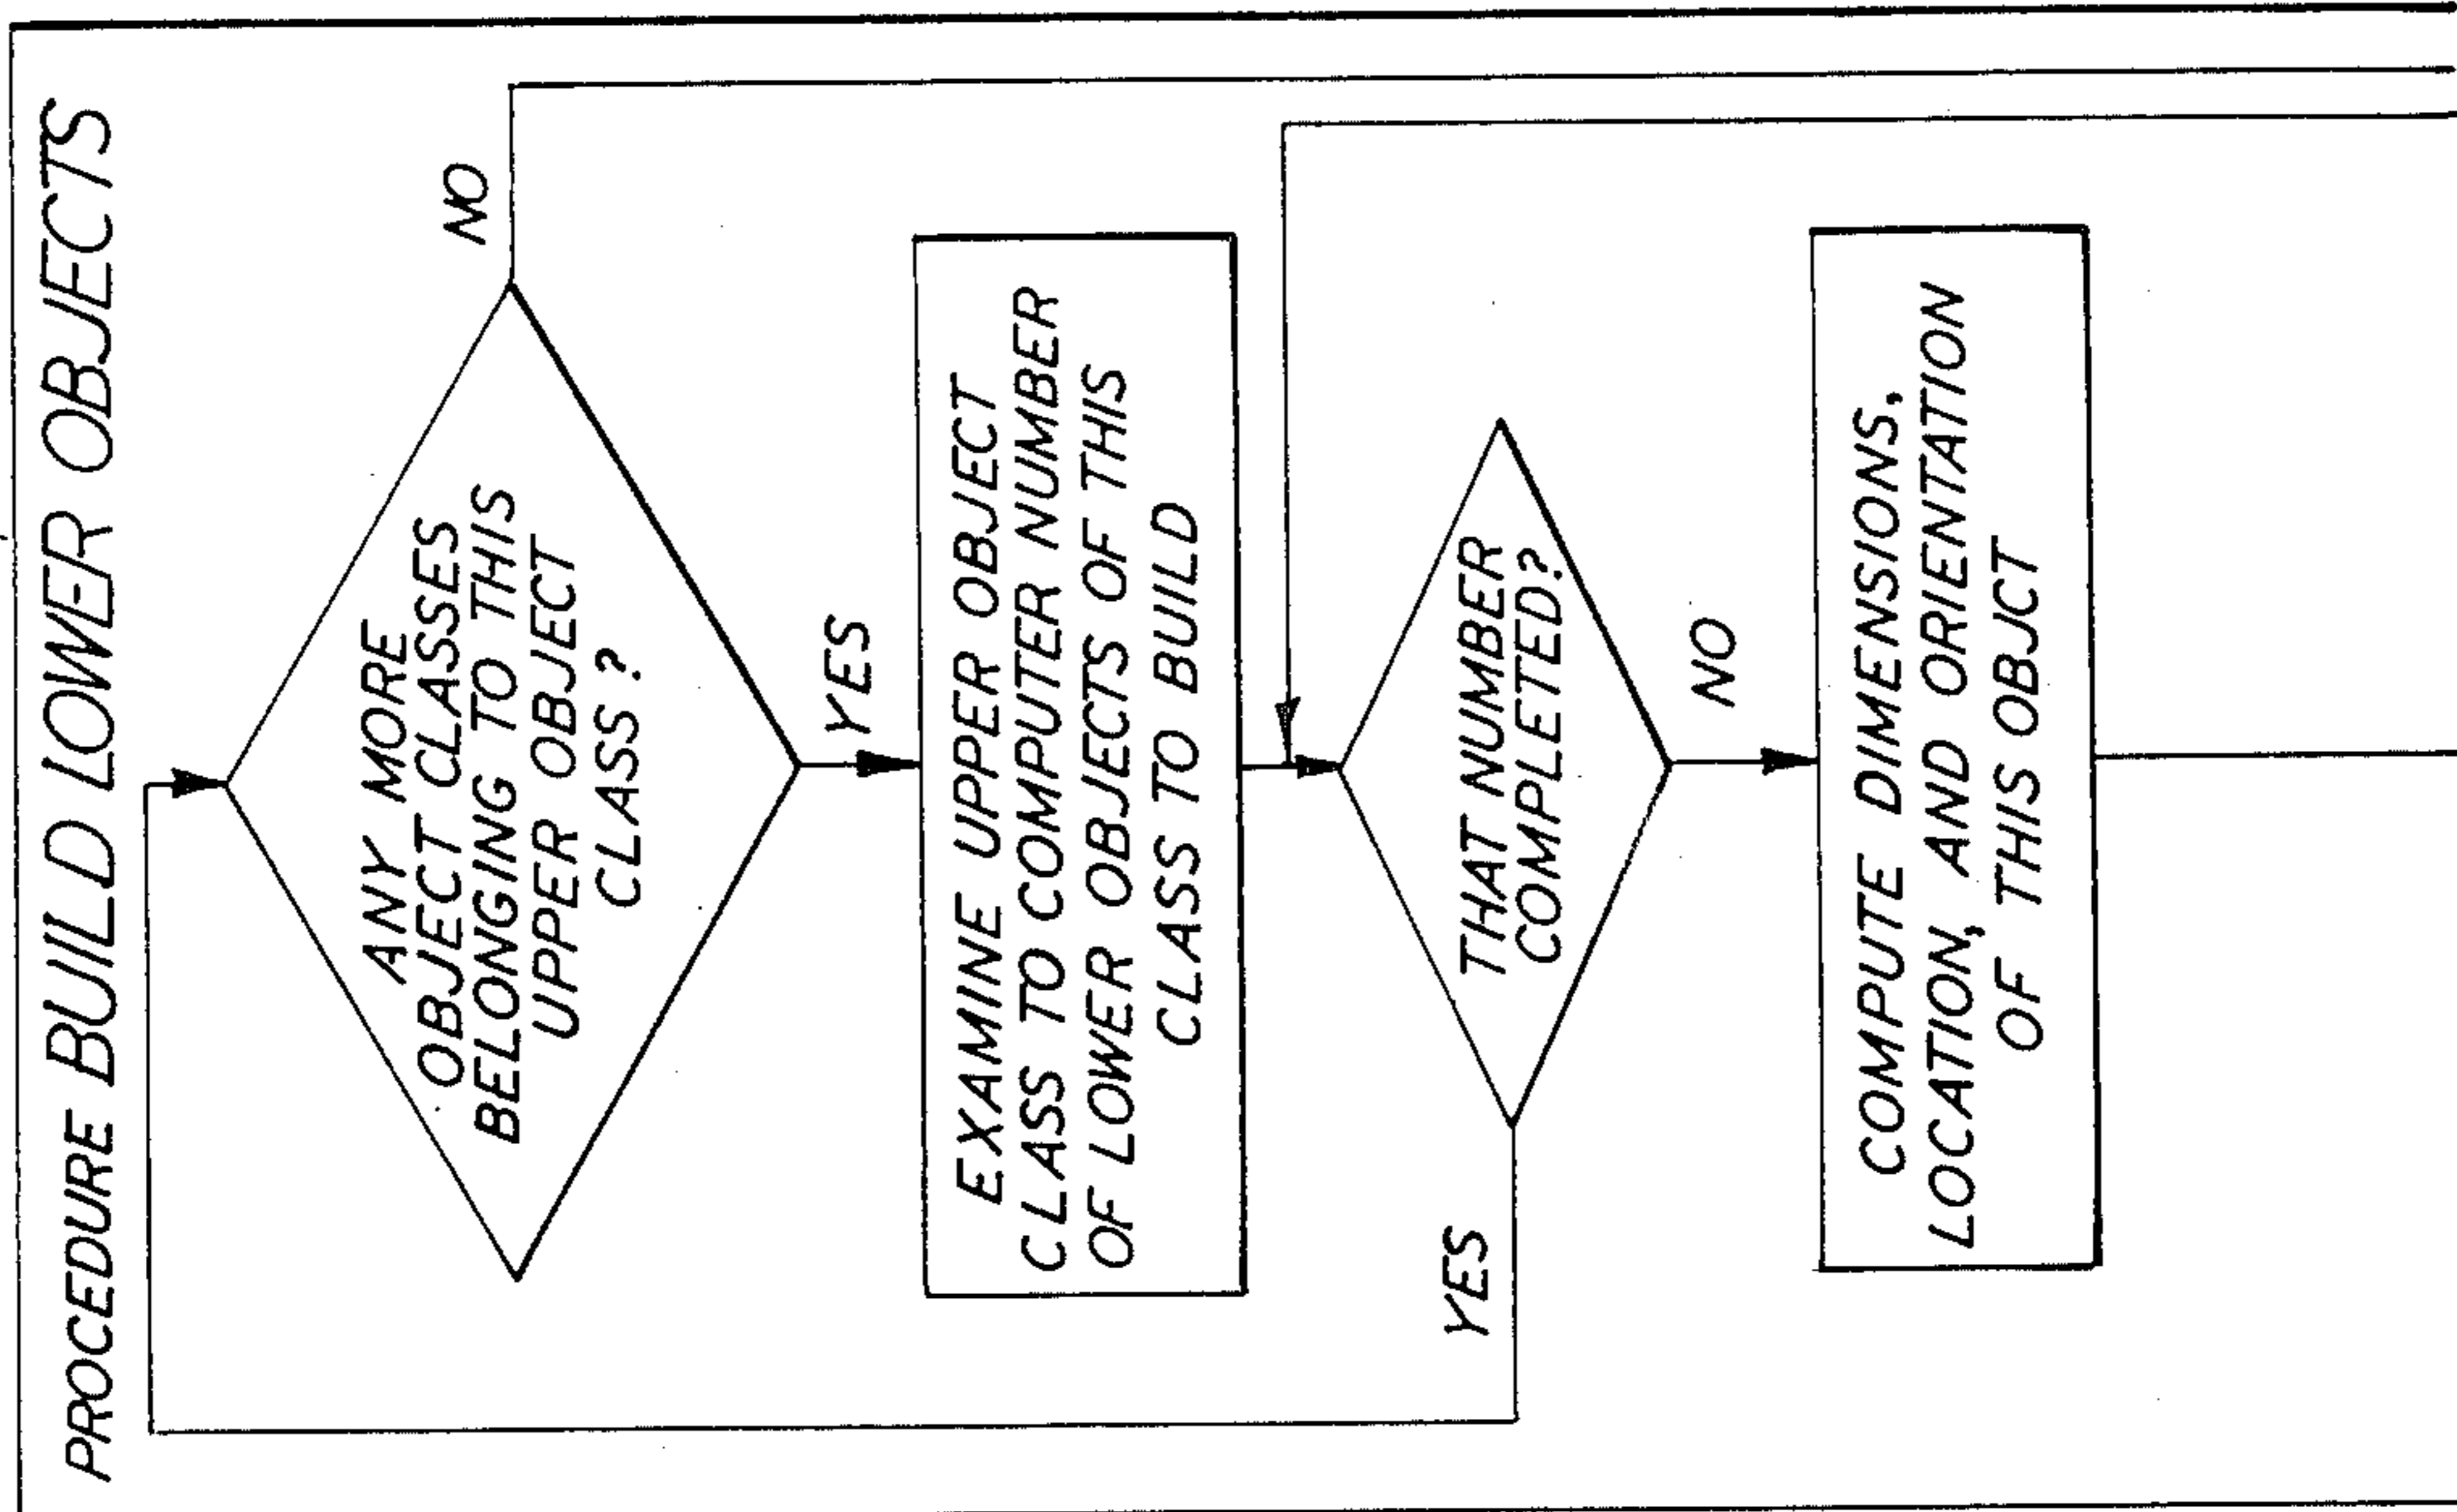 PROCEDURE BUILD LOWER OBJECTS
ANY MORE
OBJECT CLASSES
BELONGING TO THIS
UPPER OBJECT
CLASS ?
NO
YES
EXAMINE UPPER OBJECT
CLASS TO COMPUTER NUMBER
OF LOWER OBJECTS OF THIS
CLASS TO BUILD
THAT NUMBER
COMPLETED?
YES
NO
COMPUTE DIMENSIONS,
LOCATION, AND ORIENTATION
OF THIS OBJCT